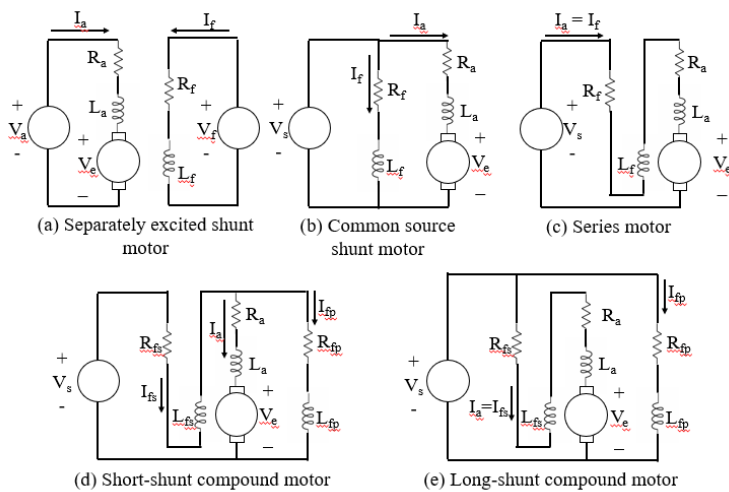 I_a
I_f
I_a
I_a = I_f
R_a
R_f
I_f
R_f
R_a
R_f
R_a
+
L_a
+
+
L_a
+
L_a
V_a
+
V_f
V_s
+
V_s
+
-
V_e
-
L_f
-
L_f
V_e
-
L_f
V_e
_
_
_
(a) Separately excited shunt
motor
(b) Common source
shunt motor
(c) Series motor
I_fp
I_fp
R_a
R_a
R_fs
I_a
R_fp
R_fs
R_fp
+
L_a
+
L_a
V_s
I_fs
+
V_s
I_a=I_fs
+
-
L_fs
V_e
L_fp
-
L_fs
V_e
L_fp
_
_
(d) Short-shunt compound motor
(e) Long-shunt compound motor